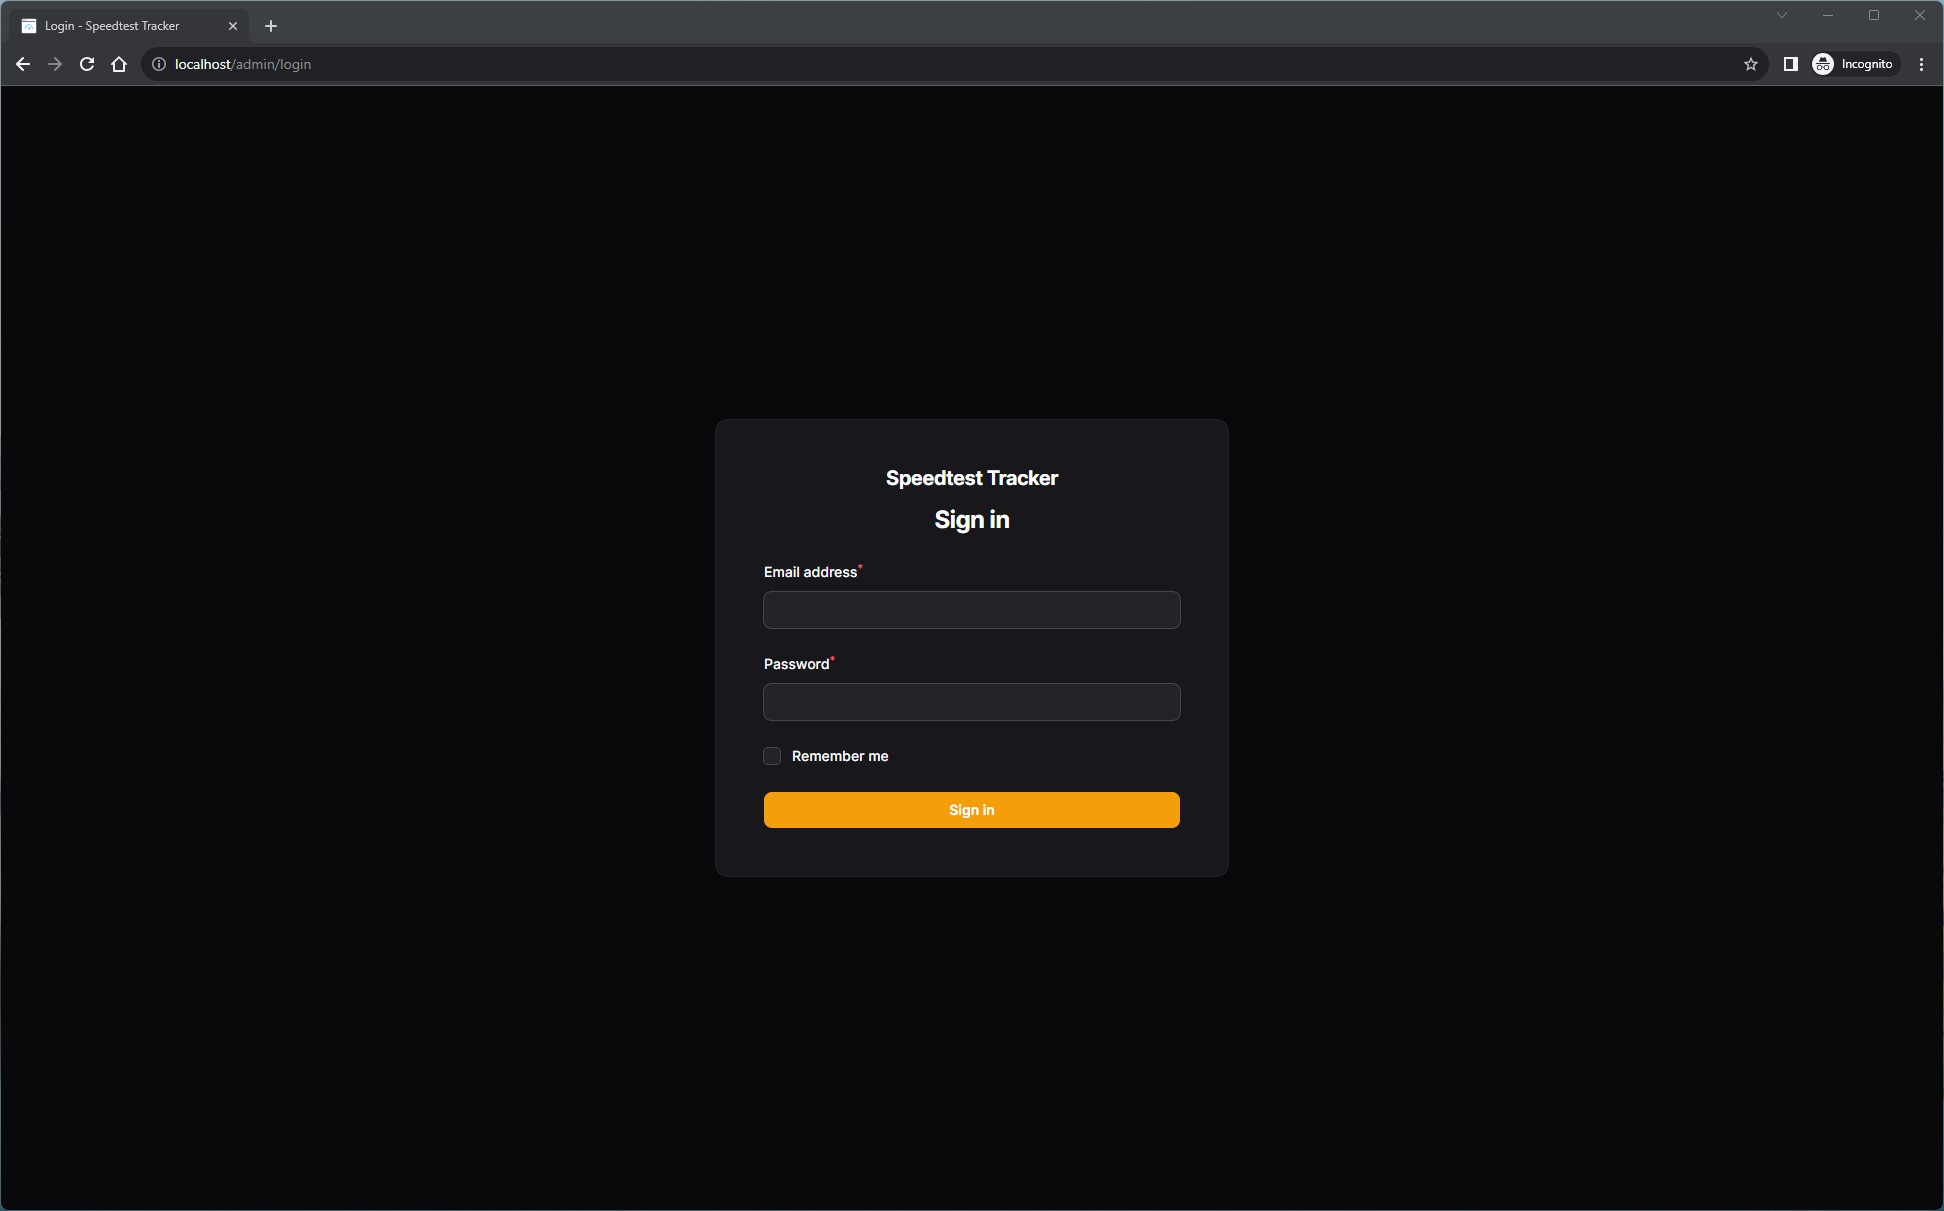 Login - Speedtest Tracker
localhost/admin/login
Incognito
Speedtest Tracker
Sign in
Email address*
Password*
Remember me
Sign in